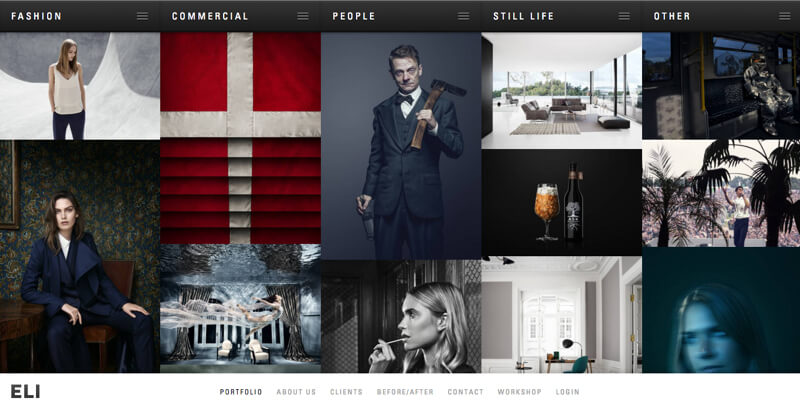 FASHION
COMMERCIAL
PEOPLE
STILL LIFE
OTHER
ELI
PORTFOLIO
ABOUT US
CLIENTS
BEFORE/AFTER
CONTACT
WORKSHOP
LOGIN